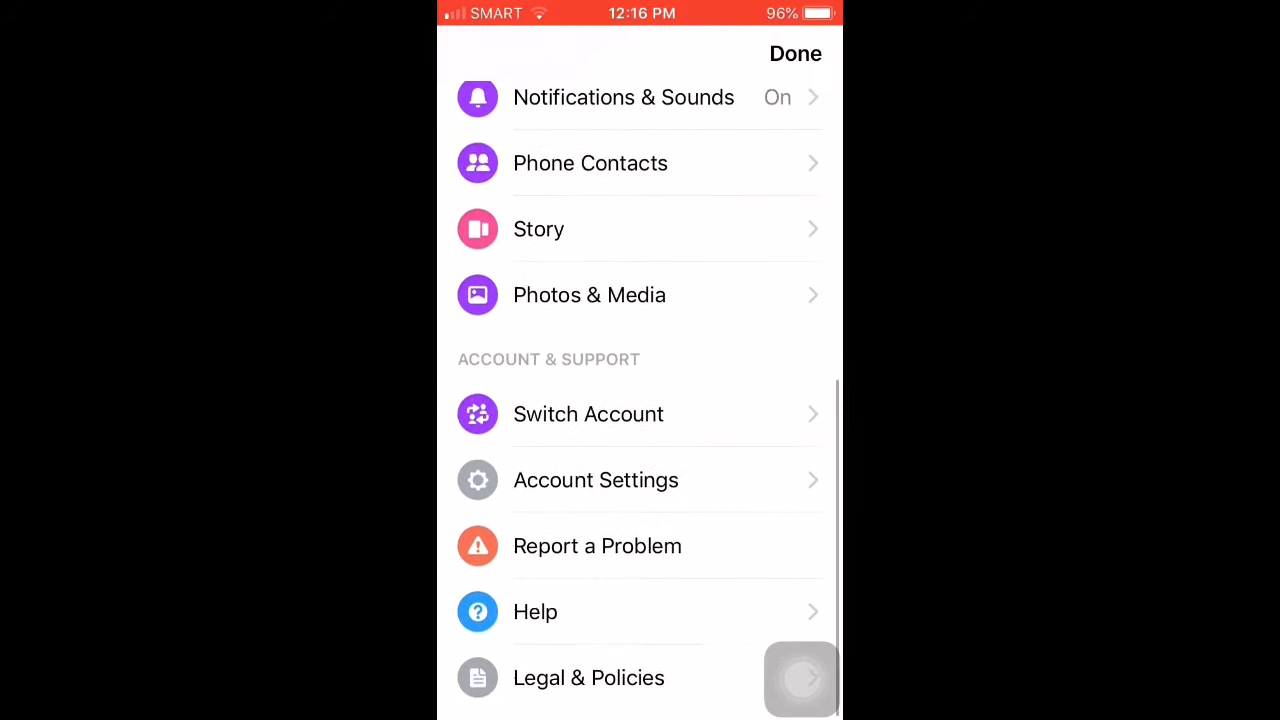 SMART 12:16 PM 96%
Done
Notifications & Sounds On
Phone Contacts
Story
Photos & Media
ACCOUNT & SUPPORT
Switch Account
Account Settings
Report a Problem
Help
Legal & Policies